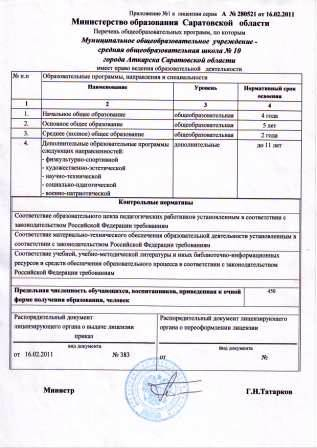 Приложение №1 к лицензии серия А № 280521 от 16.02.2011
Министерство образования Саратовской области
Перечень общеобразовательных программ, по которым
Муниципальное общеобразовательное учреждение -
средняя общеобразовательная школа № 10
города Аткарска Саратовской области
имеет право ведения образовательной деятельности
№ п.п Образовательные программы, направления и специальности
Наименование Уровень Нормативный срок освоения
1 2 3 4
1. Начальное общее образование общеобразовательная 4 года
2. Основное общее образование общеобразовательная 5 лет
3. Среднее (полное) общее образование общеобразовательная 2 года
4. Дополнительные образовательные программы дополнительные до 11 лет
следующих направленностей:
- физкультурно-спортивной
- художественно-эстетической
- научно-технической
- социально-педагогической
- военно-патриотической
Контрольные нормативы
Соответствие образовательного ценза педагогических работников установленным в соответствии с
законодательством Российской Федерации требованиям
Соответствие материально-технического обеспечения образовательной деятельности установленным в
соответствии с законодательством Российской Федерации требованиям
Соответствие учебной, учебно-методической литературы и иных библиотечно-информационных
ресурсов и средств обеспечения образовательного процесса в соответствии с законодательством
Российской Федерации требованиям
Предельная численность обучающихся, воспитанников, приведенная к очной 450
форме получения образования, человек
Распорядительный документ
лицензирующего органа о выдаче лицензии
приказ
вид документа
от 16.02.2011 № 383
Распорядительный документ лицензирующего
органа о переоформлении лицензии
вид документа
от №
Министр Г.Н.Татарков